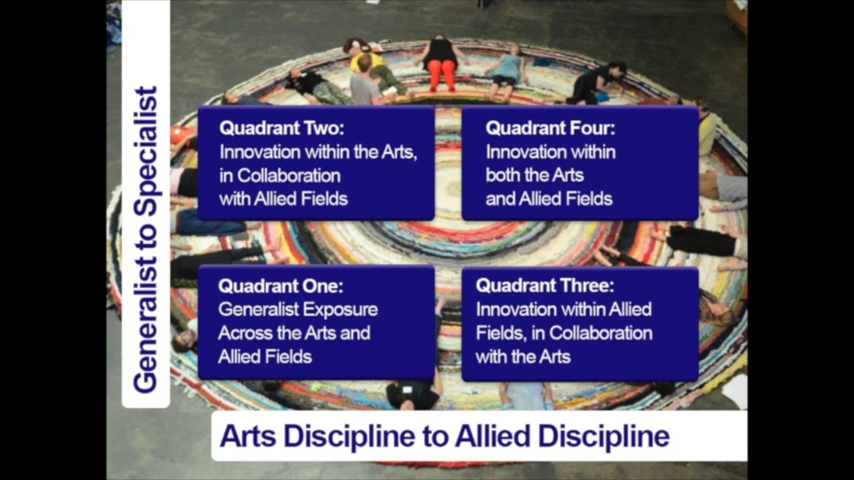 Generalist to Specialist
Quadrant Two:
Innovation within the Arts,
in Collaboration
with Allied Fields
Quadrant Four:
Innovation within
both the Arts
and Allied Fields
Quadrant One:
Generalist Exposure
Across the Arts and
Allied Fields
Quadrant Three:
Innovation within Allied
Fields, in Collaboration
with the Arts
Arts Discipline to Allied Discipline